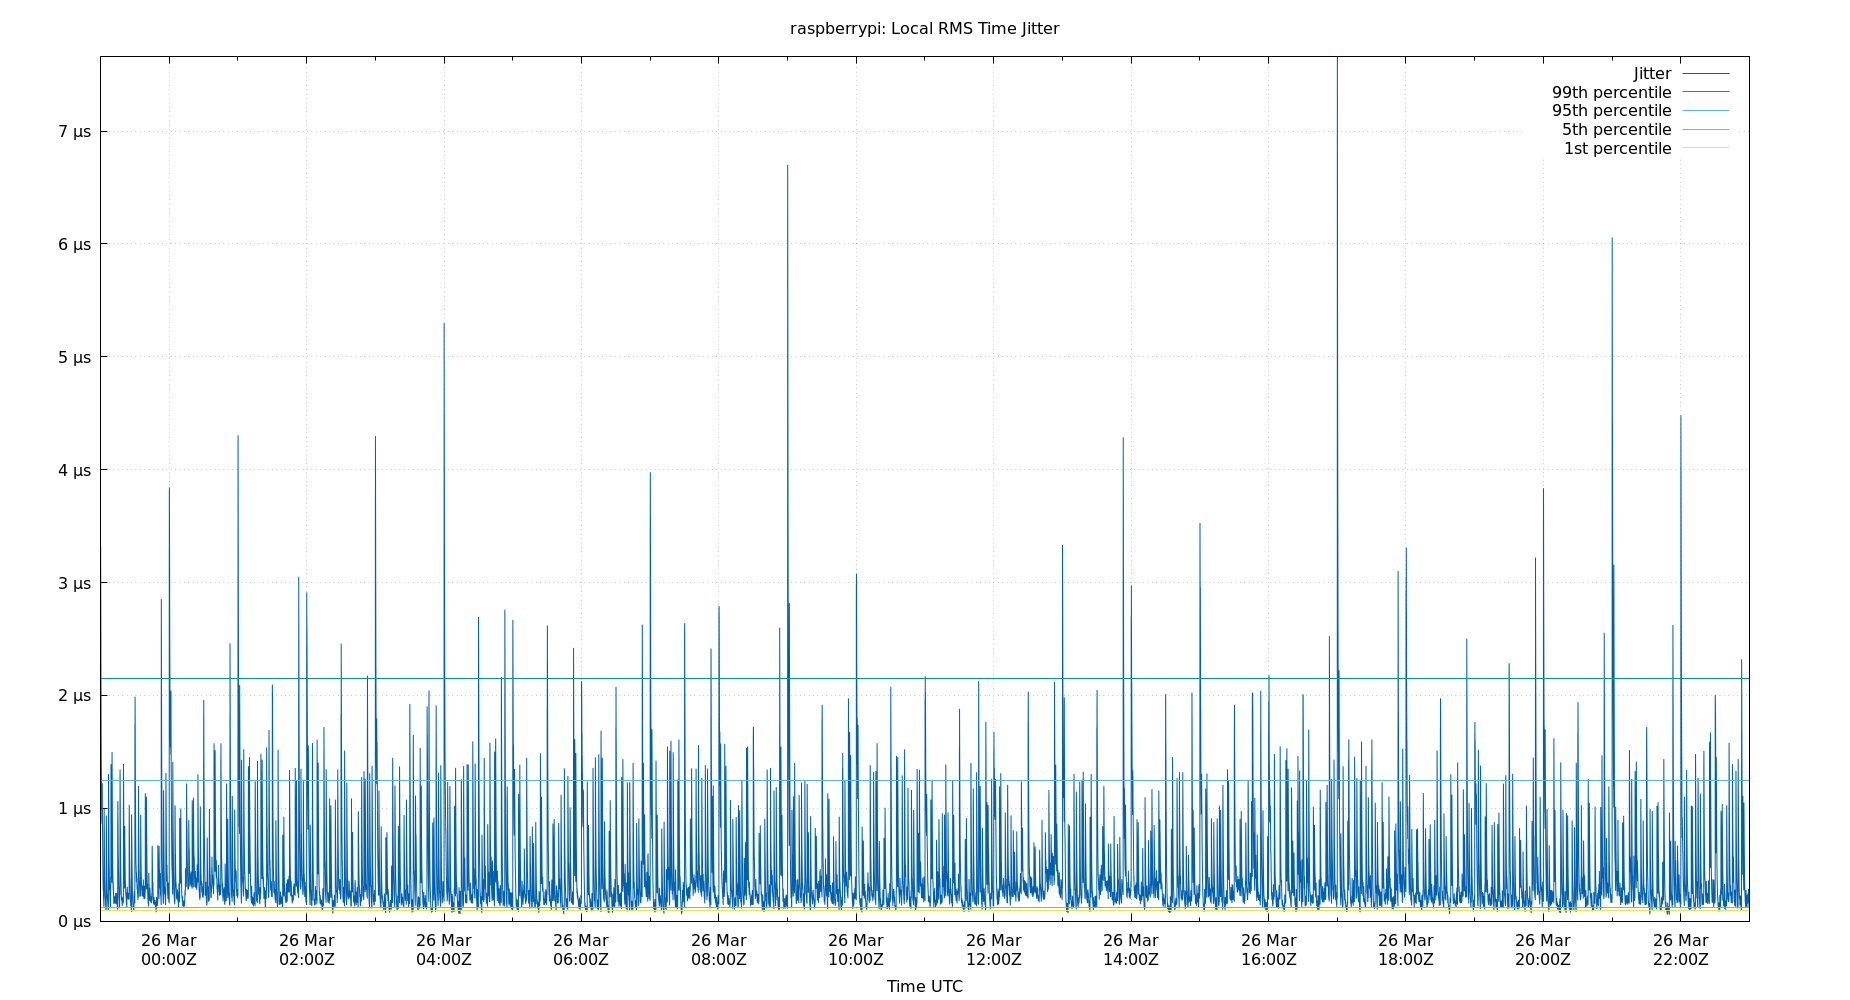 raspberrypi: Local RMS Time Jitter
Jitter
99th percentile
95th percentile
5th percentile
1st percentile
7 µs
6 µs
5 µs
4 µs
3 µs
2 µs
1 µs
0 µs
26 Mar 26 Mar 26 Mar 26 Mar 26 Mar 26 Mar 26 Mar 26 Mar 26 Mar 26 Mar 26 Mar 26 Mar
00:00Z 02:00Z 04:00Z 06:00Z 08:00Z 10:00Z 12:00Z 14:00Z 16:00Z 18:00Z 20:00Z 22:00Z
Time UTC